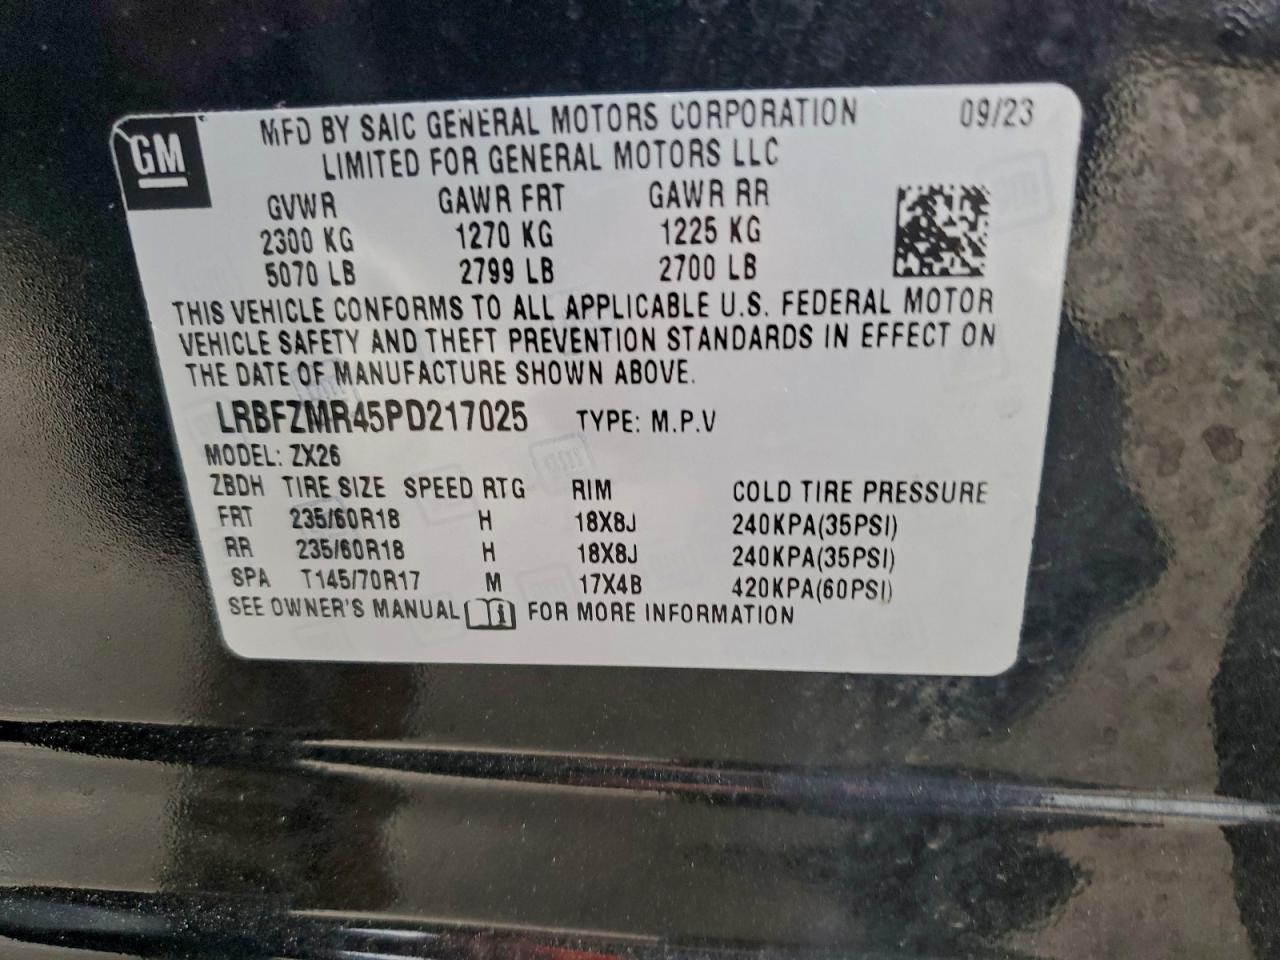 GM
MFD BY SAIC GENERAL MOTORS CORPORATION 09/23
LIMITED FOR GENERAL MOTORS LLC
GVWR GAWR FRT GAWR RR
2300 KG 1270 KG 1225 KG
5070 LB 2799 LB 2700 LB
THIS VEHICLE CONFORMS TO ALL APPLICABLE U.S. FEDERAL MOTOR
VEHICLE SAFETY AND THEFT PREVENTION STANDARDS IN EFFECT ON
THE DATE OF MANUFACTURE SHOWN ABOVE.
LRBFZMR45PD217025 TYPE: M.P.V
MODEL: ZX26
ZBDH TIRE SIZE SPEED RTG RIM COLD TIRE PRESSURE
FRT 235/60R18 H 18X8J 240KPA(35PSI)
RR 235/60R18 H 18X8J 240KPA(35PSI)
SPA T145/70R17 M 17X4B 420KPA(60PSI)
SEE OWNER'S MANUAL i FOR MORE INFORMATION